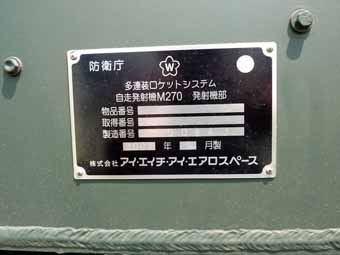 防衛庁 W
多連装ロケットシステム
自走発射機M270 発射機部
物品番号
取得番号
製造番号
年 月製
株式会社 アイ・エイチ・アイ・エアロスペース